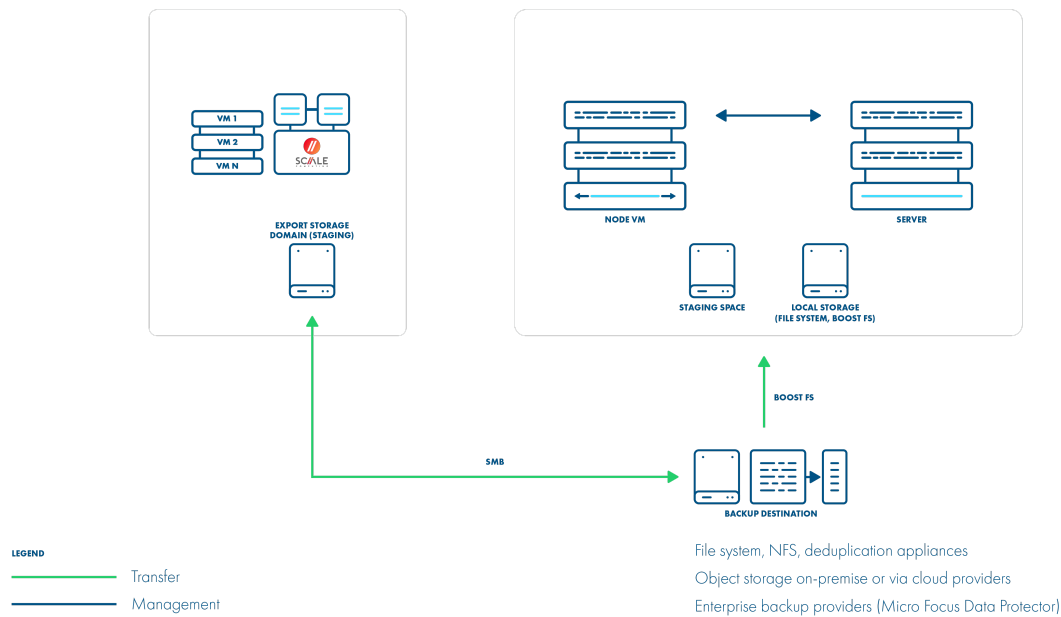 VM 1
VM 2
VM N
SCALE
COMPUTING
EXPORT STORAGE
DOMAIN (STAGING)
NODE VM
SERVER
STAGING SPACE
LOCAL STORAGE
(FILE SYSTEM, BOOST FS)
BOOST FS
SMB
BACKUP DESTINATION
LEGEND
Transfer
Management
File system, NFS, deduplication appliances
Object storage on-premise or via cloud providers
Enterprise backup providers (Micro Focus Data Protector)